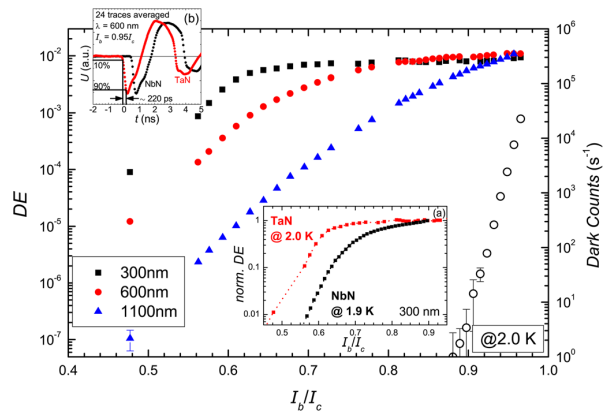 24 traces averaged
λ = 600 nm
I_a = 0.95I_c
(b)
U (a.u.)
10%
90%
NbN
TaN
~ 220 ps
-2 -1 0 1 2 3 4 5
t (ns)
10^-2
10^-3
10^-4
10^-5
10^-6
10^-7
DE
10^6
10^5
10^4
10^3
10^2
10^1
10^0
Dark Counts (s^-1)
(a)
TaN
@ 2.0 K
NbN
@ 1.9 K
300 nm
norm. DE
1
0.1
0.01
0.5 0.6 0.7 0.8 0.9
I_b/I_c
300nm
600nm
1100nm
@2.0 K
0.4 0.5 0.6 0.7 0.8 0.9 1.0
I_b/I_c